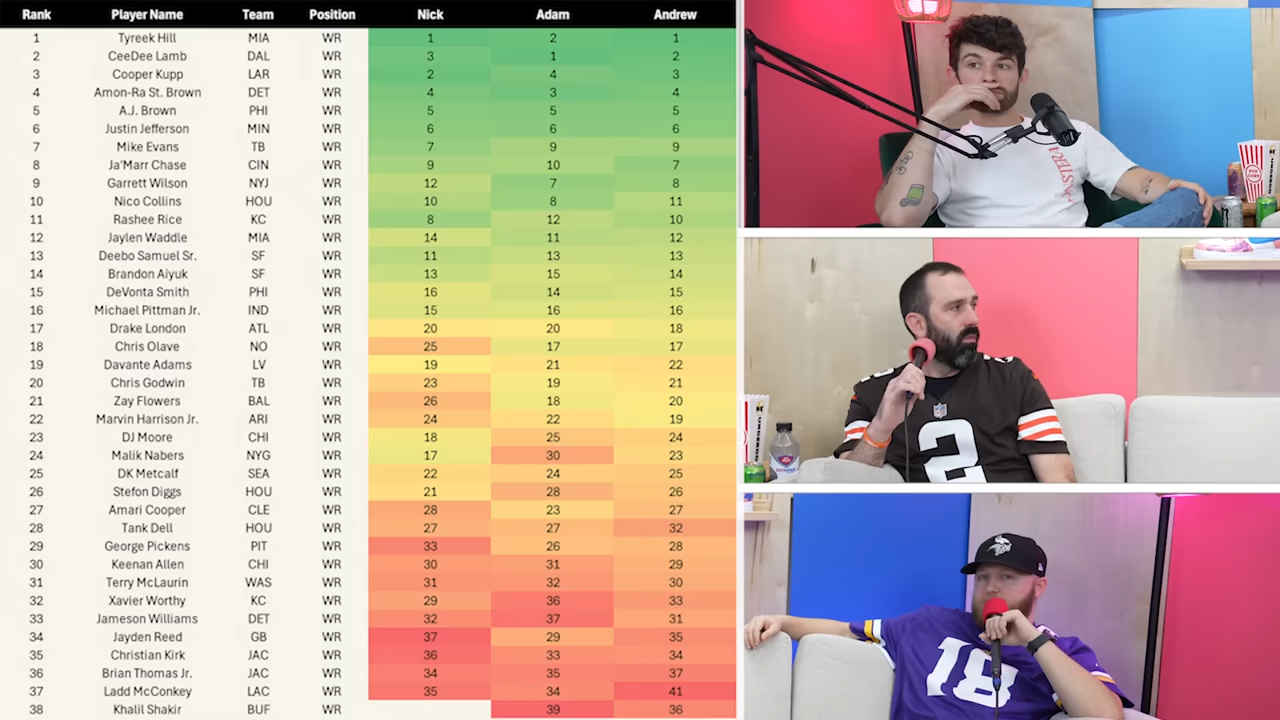 Rank Player Name Team Position Nick Adam Andrew
1 Tyreek Hill MIA WR 1 2 1
2 CeeDee Lamb DAL WR 3 1 2
3 Cooper Kupp LAR WR 2 4 3
4 Amon-Ra St. Brown DET WR 4 3 4
5 A.J. Brown PHI WR 5 5 5
6 Justin Jefferson MIN WR 6 6 6
7 Mike Evans TB WR 7 9 9
8 Ja'Marr Chase CIN WR 9 10 7
9 Garrett Wilson NYJ WR 12 7 8
10 Nico Collins HOU WR 10 8 11
11 Rashee Rice KC WR 8 12 10
12 Jaylen Waddle MIA WR 14 11 12
13 Deebo Samuel Sr. SF WR 11 13 13
14 Brandon Aiyuk SF WR 13 15 14
15 DeVonta Smith PHI WR 16 14 15
16 Michael Pittman Jr. IND WR 15 16 16
17 Drake London ATL WR 20 20 18
18 Chris Olave NO WR 25 17 17
19 Davante Adams LV WR 19 21 22
20 Chris Godwin TB WR 23 19 21
21 Zay Flowers BAL WR 26 18 20
22 Marvin Harrison Jr. ARI WR 24 22 19
23 DJ Moore CHI WR 18 25 24
24 Malik Nabers NYG WR 17 30 23
25 DK Metcalf SEA WR 22 24 25
26 Stefon Diggs HOU WR 21 28 26
27 Amari Cooper CLE WR 28 23 27
28 Tank Dell HOU WR 27 27 32
29 George Pickens PIT WR 33 26 28
30 Keenan Allen CHI WR 30 31 29
31 Terry McLaurin WAS WR 31 32 30
32 Xavier Worthy KC WR 29 36 33
33 Jameson Williams DET WR 32 37 31
34 Jayden Reed GB WR 37 29 35
35 Christian Kirk JAC WR 36 33 34
36 Brian Thomas Jr. JAC WR 34 35 37
37 Ladd McConkey LAC WR 35 34 41
38 Khalil Shakir BUF WR 39 36
POP CORN
2
18